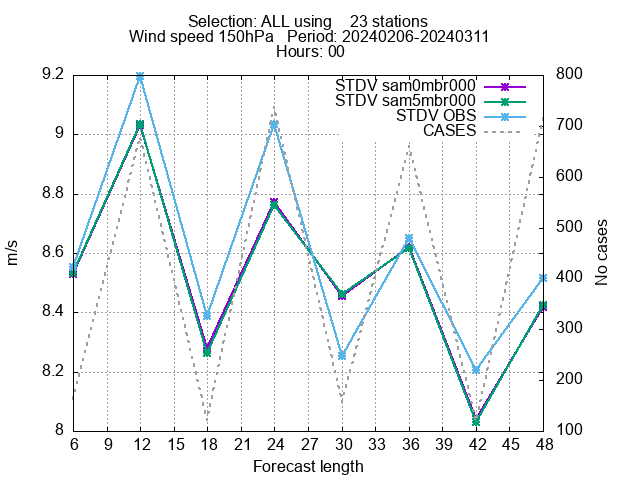 Selection: ALL using 23 stations
Wind speed 150hPa Period: 20240206-20240311
Hours: 00
STDV sam0mbr000
STDV sam5mbr000
STDV OBS
CASES
9.2
9
8.8
8.6
8.4
8.2
8
m/s
800
700
600
500
400
300
200
100
No cases
6 9 12 15 18 21 24 27 30 33 36 39 42 45 48
Forecast length